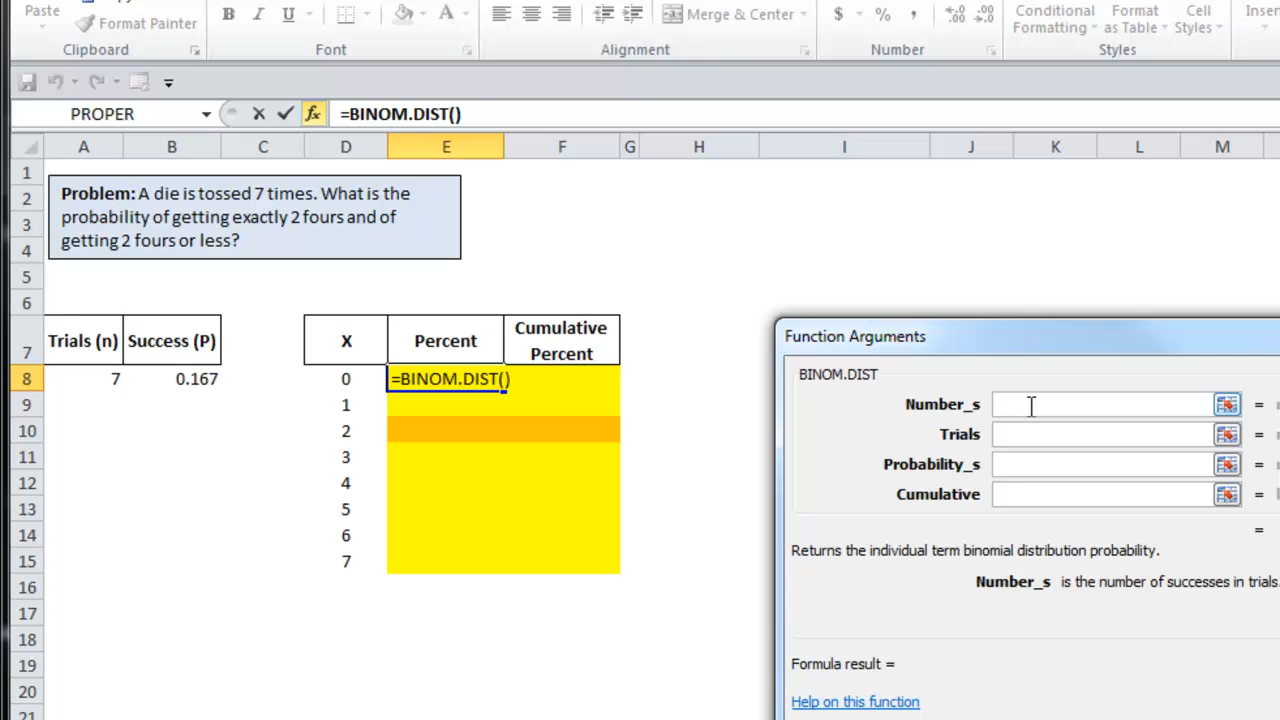 Paste
Format Painter
B I U A
Merge & Center
$ % ,
.00 .00
Conditional
Formatting
Format
as Table
Cell
Styles
Clipboard Font Alignment Number Styles
PROPER fx =BINOM.DIST()
A B C D E F G H I J K L M
1
2
3
4
5
6
7
8
9
10
11
12
13
14
15
16
17
18
19
20
21
Problem: A die is tossed 7 times. What is the
probability of getting exactly 2 fours and of
getting 2 fours or less?
Trials (n) Success (P) X Percent Cumulative
Percent
7 0.167 0 =BINOM.DIST()
1
2
3
4
5
6
7
Function Arguments
BINOM.DIST
Number_s =
Trials =
Probability_s =
Cumulative =
=
Returns the individual term binomial distribution probability.
Number_s is the number of successes in trials.
Formula result =
Help on this function